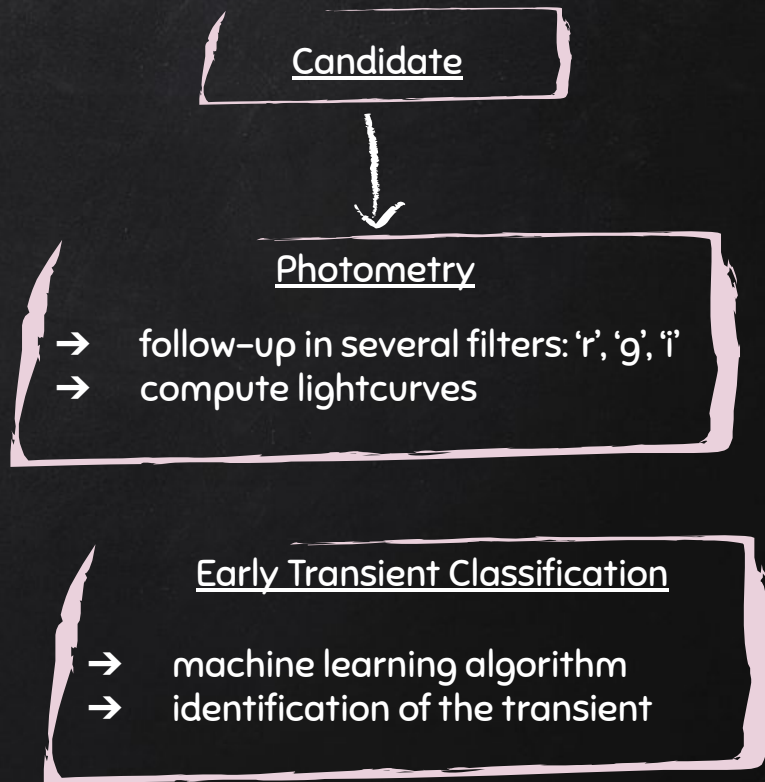 Candidate
Photometry
➔ follow-up in several filters: ‘r’, ‘g’, ‘i’
➔ compute lightcurves
Early Transient Classification
➔ machine learning algorithm
➔ identification of the transient